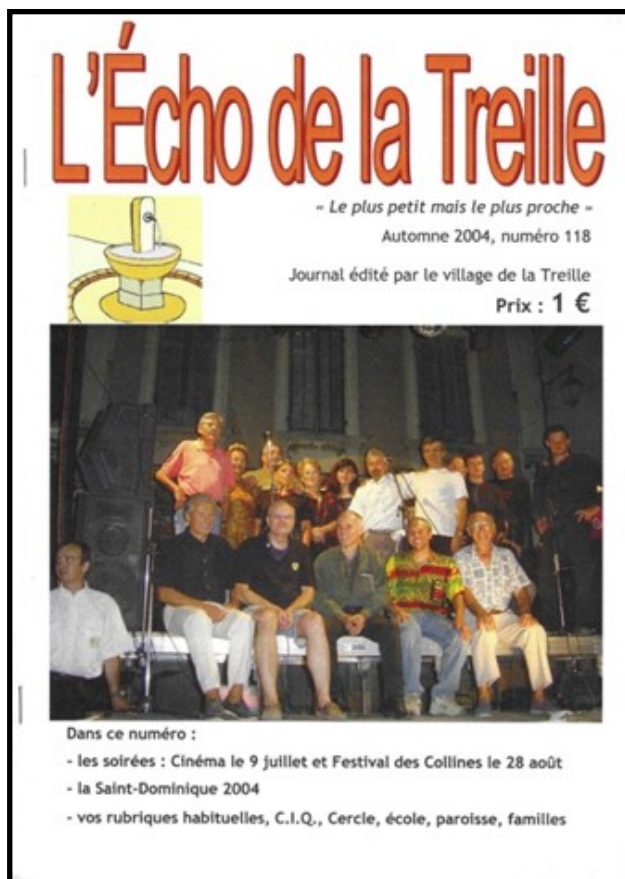 L'Écho de la Treille
« Le plus petit mais le plus proche »
Automne 2004, numéro 118
Journal édité par le village de la Treille
Prix : 1 €
Dans ce numéro :
- les soirées : Cinéma le 9 juillet et Festival des Collines le 28 août
- la Saint-Dominique 2004
- vos rubriques habituelles, C.I.Q., Cercle, école, paroisse, familles